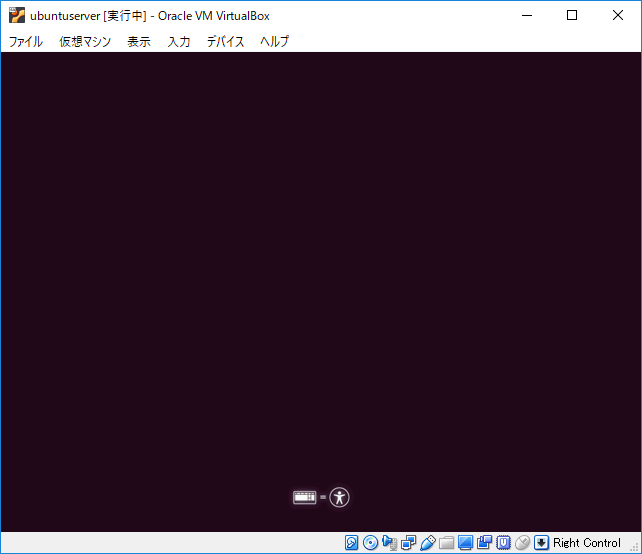 ubuntuserver [実行中] - Oracle VM VirtualBox
ファイル 仮想マシン 表示 入力 デバイス ヘルプ
Right Control